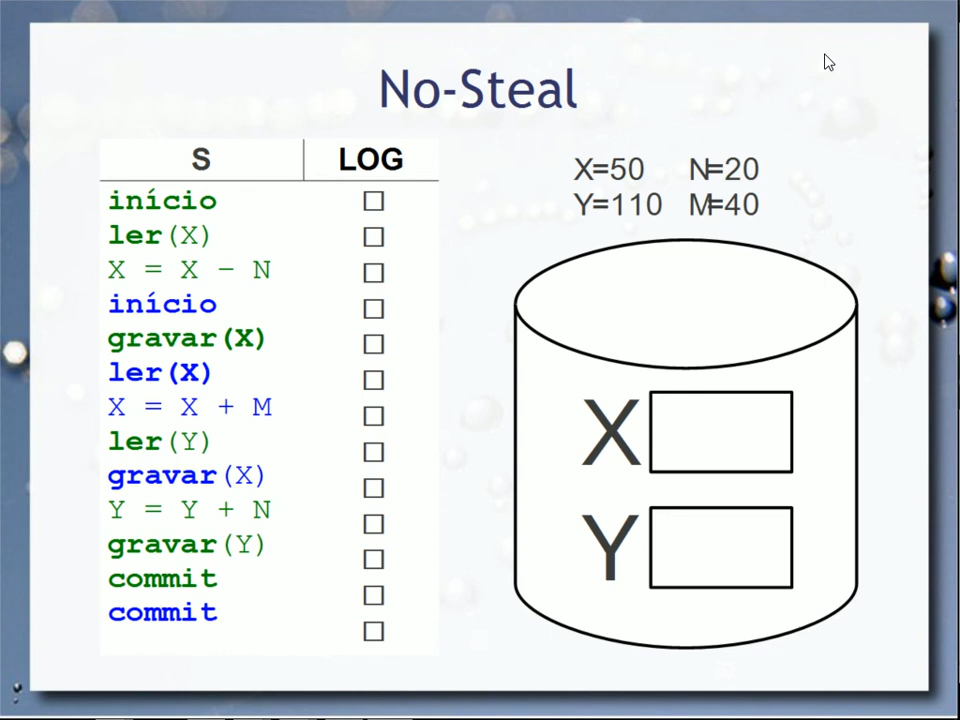 No-Steal
S LOG
início
ler(X)
X = X – N
início
gravar(X)
ler(X)
X = X + M
ler(Y)
gravar(X)
Y = Y + N
gravar(Y)
commit
commit
X=50 N=20
Y=110 M=40
X
Y